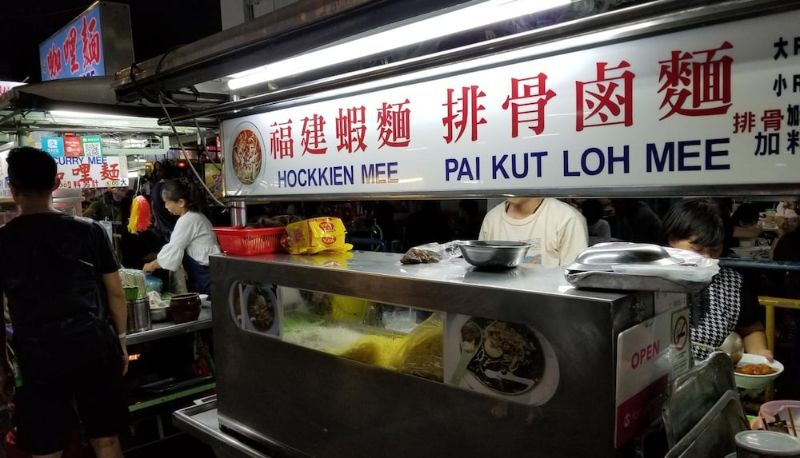 咖哩麵
福建蝦麵 排骨鹵麵
HOCKKIEN MEE PAI KUT LOH MEE
大
小
排骨加
加料
CURRY MEE
咖哩麵
OPEN